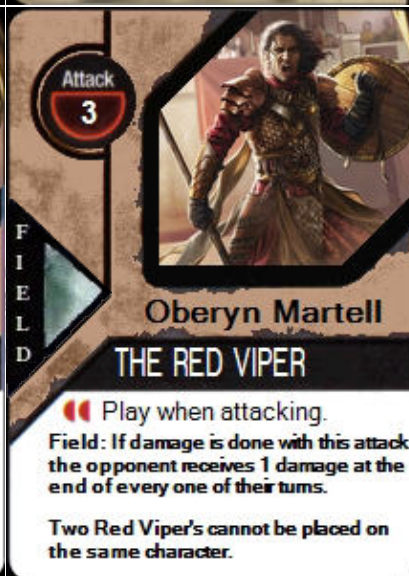 Attack
3
FIELD
Oberyn Martell
THE RED VIPER
Play when attacking.
Field: If damage is done with this attack
the opponent receives 1 damage at the
end of every one of their turns.
Two Red Viper's cannot be placed on
the same character.